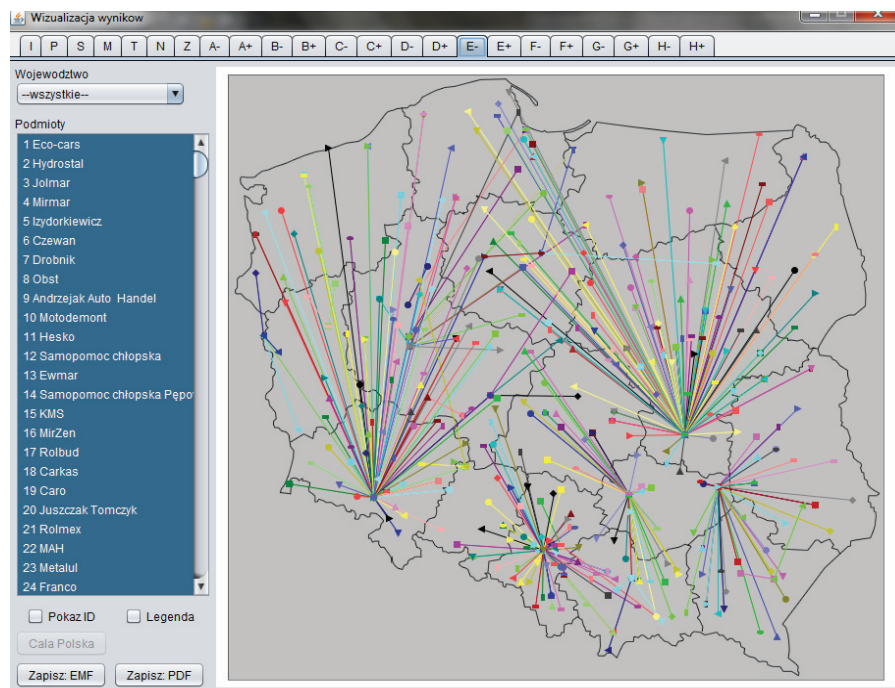 Wizualizacja wynikow
I P S M T N Z A- A+ B- B+ C- C+ D- D+ E- E+ F- F+ G- G+ H- H+
Wojewodztwo
--wszystkie--
Podmioty
1 Eco-cars
2 Hydrostal
3 Jolmar
4 Mirmar
5 Izydorkiewicz
6 Czewan
7 Drobnik
8 Obst
9 Andrzejak Auto Handel
10 Motodemont
11 Hesko
12 Samopomoc chłopska
13 Ewmar
14 Samopomoc chłopska Pępo
15 KMS
16 MirZen
17 Rolbud
18 Carkas
19 Caro
20 Juszczak Tomczyk
21 Rolmex
22 MAH
23 Metalul
24 Franco
Pokaz ID Legenda
Cala Polska
Zapisz: EMF Zapisz: PDF